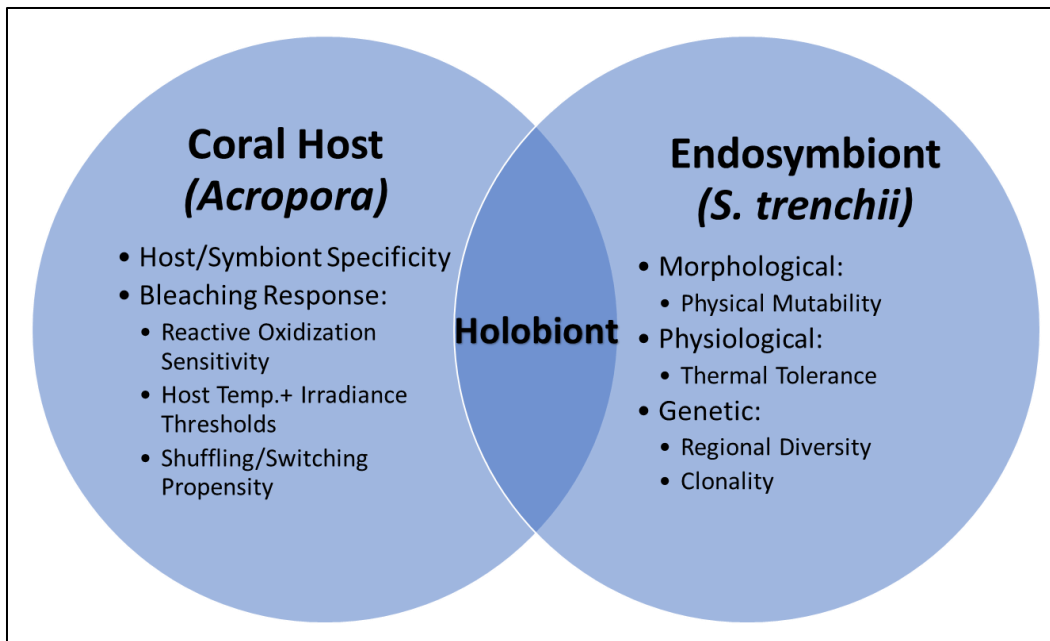 Coral Host
(Acropora)
• Host/Symbiont Specificity
• Bleaching Response:
• Reactive Oxidization
Sensitivity
• Host Temp.+ Irradiance
Thresholds
• Shuffling/Switching
Propensity
Holobiont
Endosymbiont
(S. trenchii)
• Morphological:
• Physical Mutability
• Physiological:
• Thermal Tolerance
• Genetic:
• Regional Diversity
• Clonality